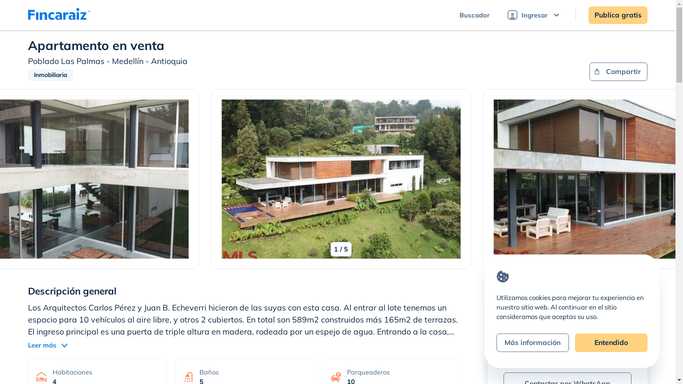 Fincaraiz
Buscador
Ingresar
Publica gratis
Apartamento en venta
Poblado Las Palmas - Medellín - Antioquia
Inmobiliaria
Compartir
MLS
1 / 5
MLS
Descripción general
Los Arquitectos Carlos Pérez y Juan B. Echeverri hicieron de las suyas con esta casa. Al entrar al lote tenemos un
espacio para 10 vehículos al aire libre, y otros 2 cubiertos. En total son 589m2 construidos más 165m2 de terrazas.
El ingreso principal es una puerta de triple altura en madera, rodeada por un espejo de agua. Entrando a la casa,...
Leer más
Habitaciones
4
Baños
5
Parqueaderos
10
Utilizamos cookies para mejorar tu experiencia en
nuestro sitio web. Al continuar en el sitio
consideramos que aceptas su uso.
Más información
Entendido
Contactar por WhatsApp